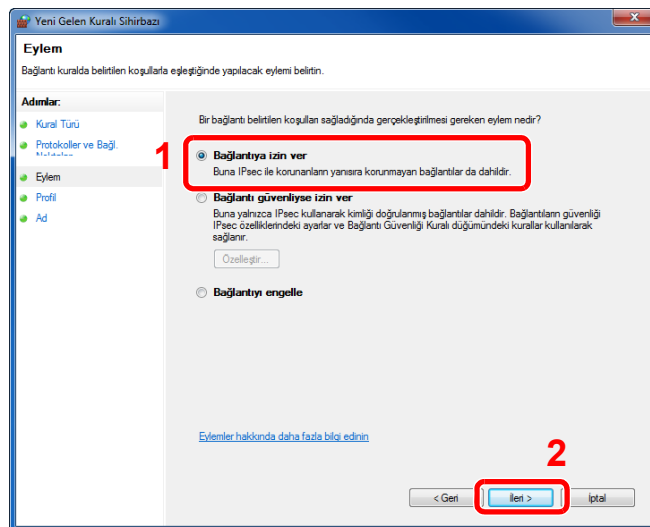 Yeni Gelen Kuralı Sihirbazı
Eylem
Bağlantı kuralda belirtilen koşullarla eşleştiğinde yapılacak eylemi belirtin.
Adımlar:
Kural Türü
Protokoller ve Bağl.
Eylem
Profil
Ad
Bir bağlantı belirtilen koşulları sağladığında gerçekleştirilmesi gereken eylem nedir?
1
Bağlantıya izin ver
Buna IPsec ile korunanların yanısıra korunmayan bağlantılar da dahildir.
Bağlantı güvenliyse izin ver
Buna yalnızca IPsec kullanarak kimliği doğrulanmış bağlantılar dahildir. Bağlantıların güvenliği
IPsec özelliklerindeki ayarlar ve Bağlantı Güvenliği Kuralı düğümündeki kurallar kullanılarak
sağlanır.
Özelleştir...
Bağlantıyı engelle
Eylemler hakkında daha fazla bilgi edinin
2
< Geri
İleri >
İptal